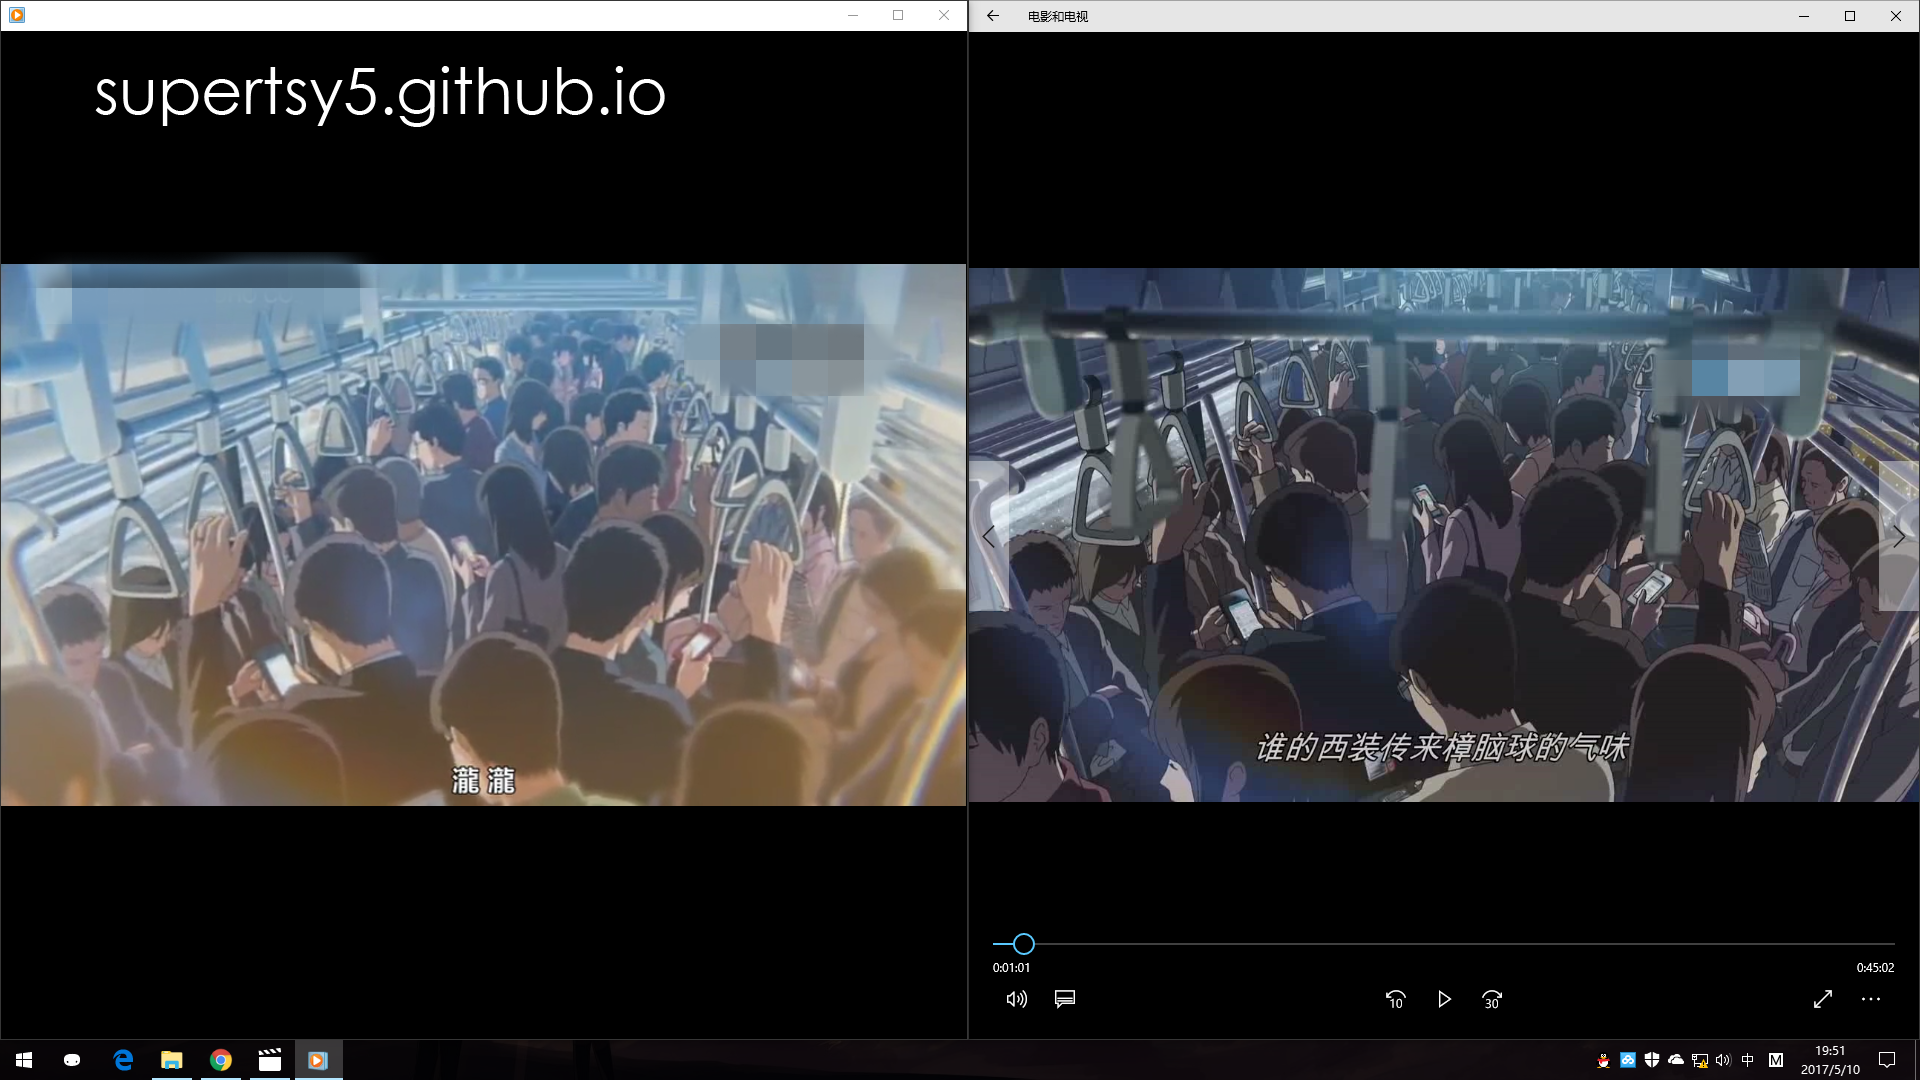 supertsy5.github.io
瀧 瀧
电影和电视
谁的西装传来樟脑球的气味
0:01:01
0:45:02
10
30
中
M
19:51
2017/5/10